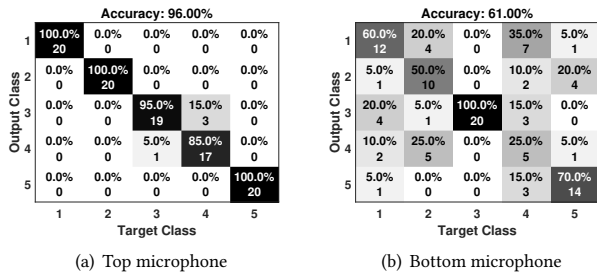 Accuracy: 96.00%
Output Class
1 100.0% 0.0% 0.0% 0.0% 0.0%
20 0 0 0 0
2 0.0% 100.0% 0.0% 0.0% 0.0%
0 20 0 0 0
3 0.0% 0.0% 95.0% 15.0% 0.0%
0 0 19 3 0
4 0.0% 0.0% 5.0% 85.0% 0.0%
0 0 1 17 0
5 0.0% 0.0% 0.0% 0.0% 100.0%
0 0 0 0 20
1 2 3 4 5
Target Class
(a) Top microphone
Accuracy: 61.00%
Output Class
1 60.0% 20.0% 0.0% 35.0% 5.0%
12 4 0 7 1
2 5.0% 50.0% 0.0% 10.0% 20.0%
1 10 0 2 4
3 20.0% 5.0% 100.0% 15.0% 0.0%
4 1 20 3 0
4 10.0% 25.0% 0.0% 25.0% 5.0%
2 5 0 5 1
5 5.0% 0.0% 0.0% 15.0% 70.0%
1 0 0 3 14
1 2 3 4 5
Target Class
(b) Bottom microphone